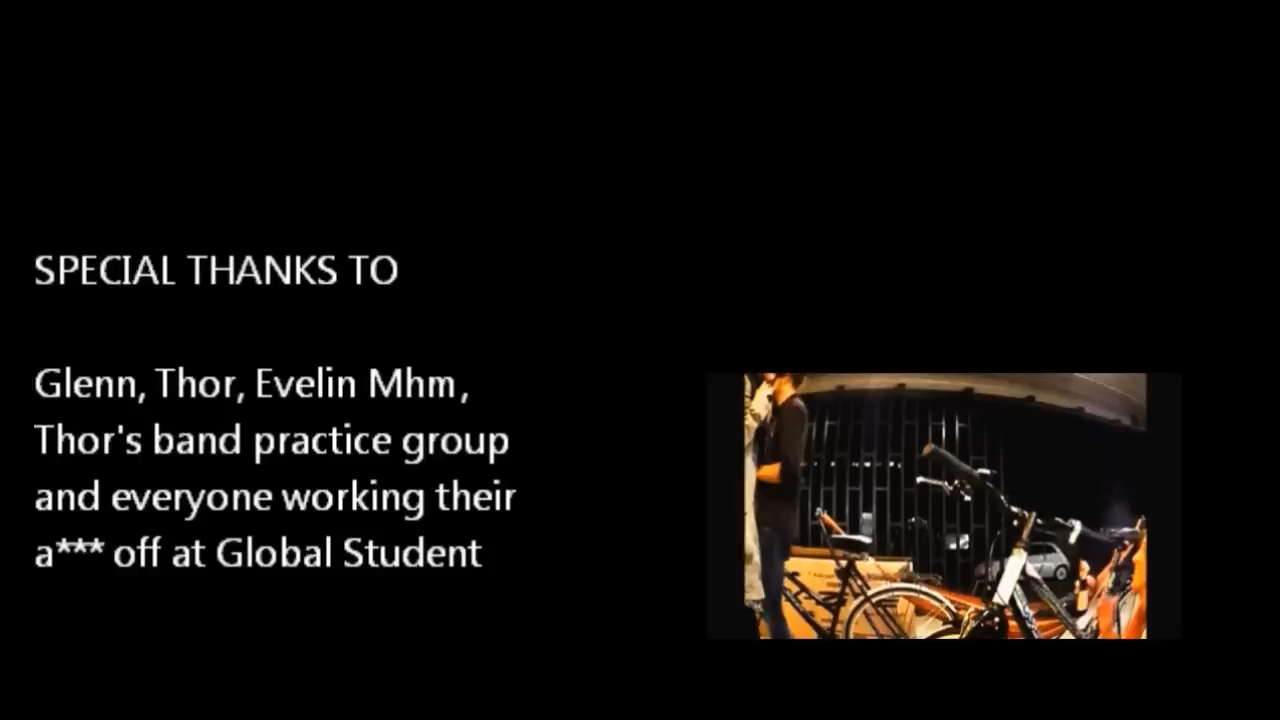 SPECIAL THANKS TO
Glenn, Thor, Evelin Mhm,
Thor's band practice group
and everyone working their
a*** off at Global Student